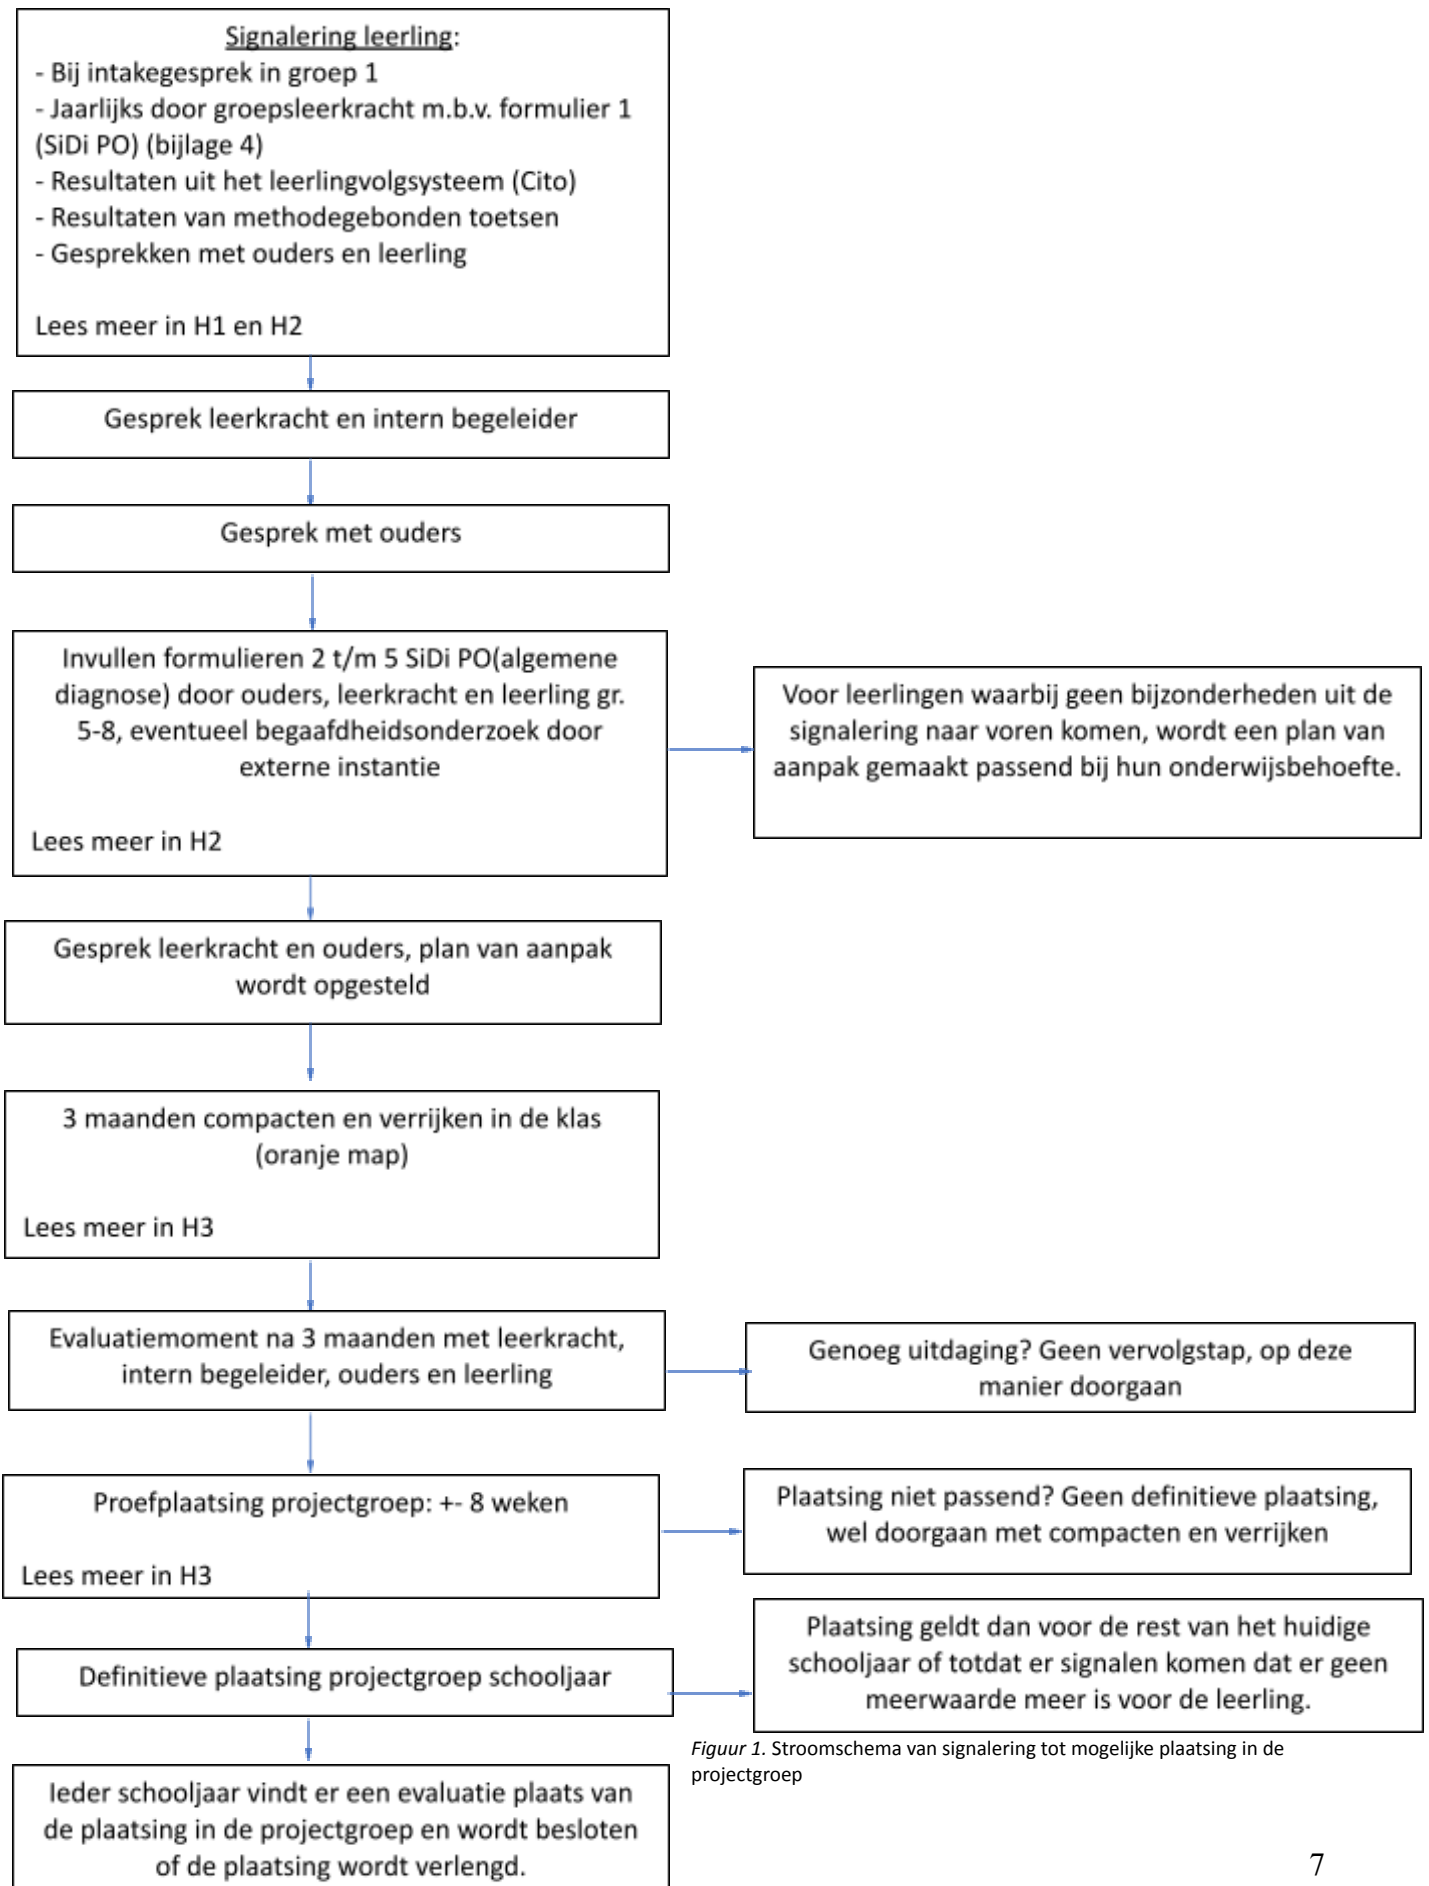 Signalering leerling:
- Bij intakegesprek in groep 1
- Jaarlijks door groepsleerkracht m.b.v. formulier 1
(SiDi PO) (bijlage 4)
- Resultaten uit het leerlingvolgsysteem (Cito)
- Resultaten van methodegebonden toetsen
- Gesprekken met ouders en leerling
Lees meer in H1 en H2
Gesprek leerkracht en intern begeleider
Gesprek met ouders
Invullen formulieren 2 t/m 5 SiDi PO(algemene
diagnose) door ouders, leerkracht en leerling gr.
5-8, eventueel begaafdheidsonderzoek door
externe instantie
Lees meer in H2
Voor leerlingen waarbij geen bijzonderheden uit de
signalering naar voren komen, wordt een plan van
aanpak gemaakt passend bij hun onderwijsbehoefte.
Gesprek leerkracht en ouders, plan van aanpak
wordt opgesteld
3 maanden compacten en verrijken in de klas
(oranje map)
Lees meer in H3
Evaluatiemoment na 3 maanden met leerkracht,
intern begeleider, ouders en leerling
Genoeg uitdaging? Geen vervolgstap, op deze
manier doorgaan
Proefplaatsing projectgroep: +- 8 weken
Lees meer in H3
Plaatsing niet passend? Geen definitieve plaatsing,
wel doorgaan met compacten en verrijken
Definitieve plaatsing projectgroep schooljaar
Plaatsing geldt dan voor de rest van het huidige
schooljaar of totdat er signalen komen dat er geen
meerwaarde meer is voor de leerling.
Figuur 1. Stroomschema van signalering tot mogelijke plaatsing in de
projectgroep
Ieder schooljaar vindt er een evaluatie plaats van
de plaatsing in de projectgroep en wordt besloten
of de plaatsing wordt verlengd.
7